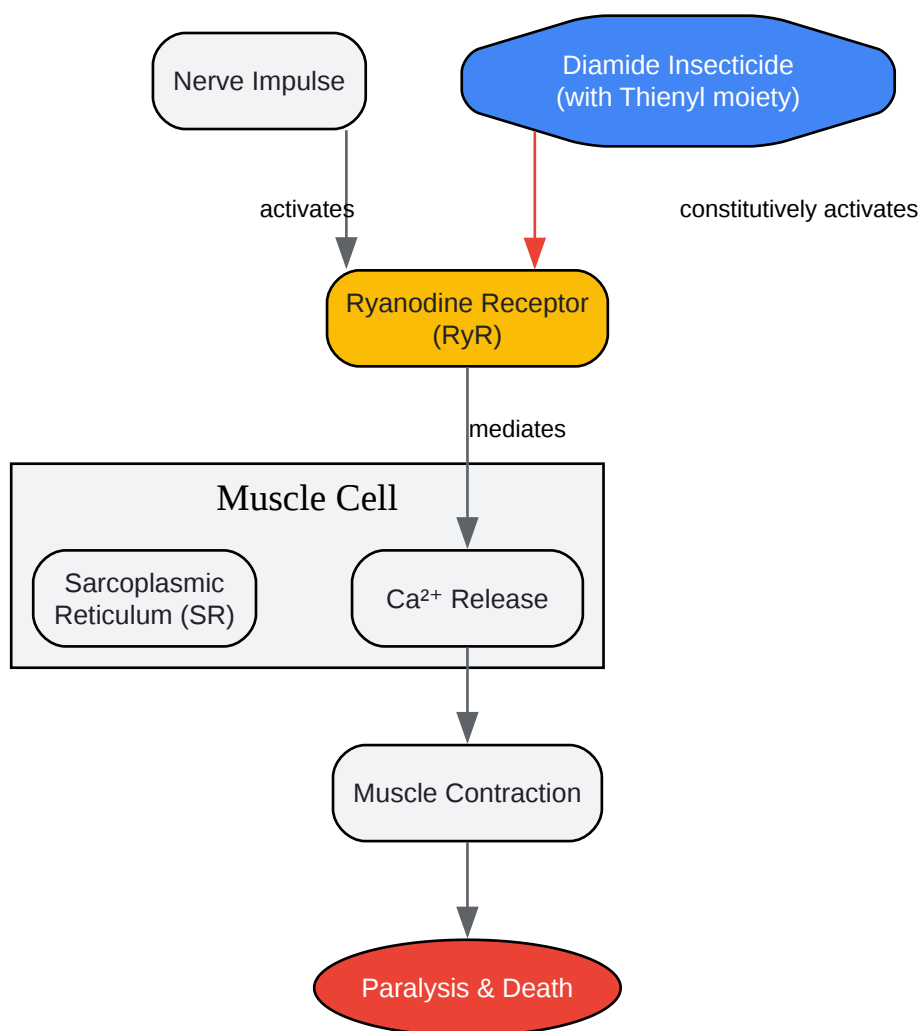 Nerve Impulse
Diamide Insecticide
(with Thienyl moiety)
activates
constitutively activates
Ryanodine Receptor
(RyR)
mediates
Muscle Cell
Sarcoplasmic
Reticulum (SR)
Ca²⁺ Release
Muscle Contraction
Paralysis & Death